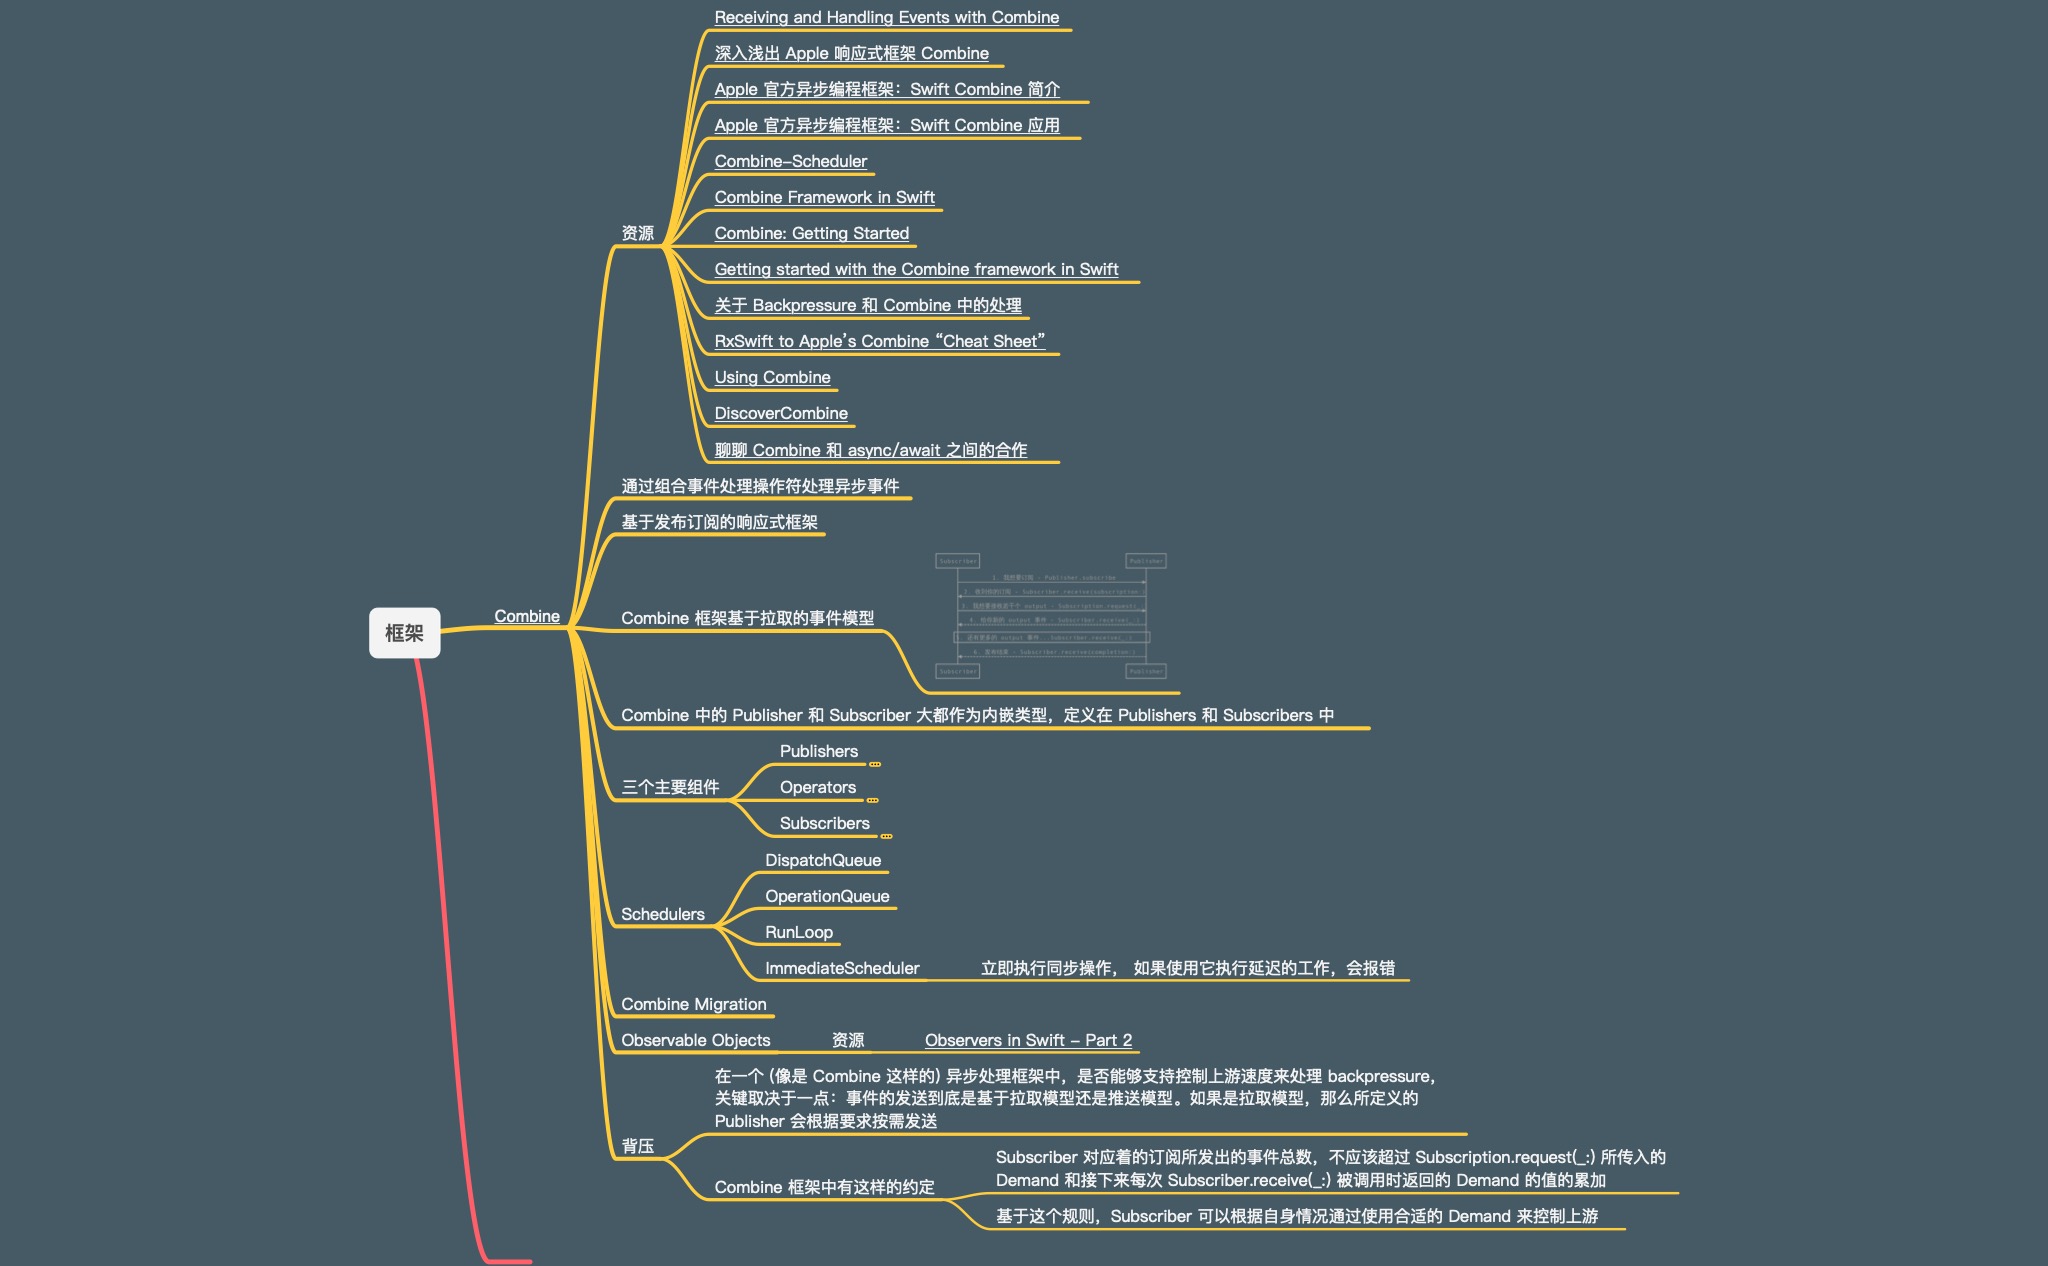 Receiving and Handling Events with Combine
深入浅出 Apple 响应式框架 Combine
Apple 官方异步编程框架：Swift Combine 简介
Apple 官方异步编程框架：Swift Combine 应用
Combine-Scheduler
Combine Framework in Swift
资源
Combine: Getting Started
Getting started with the Combine framework in Swift
关于 Backpressure 和 Combine 中的处理
RxSwift to Apple’s Combine “Cheat Sheet”
Using Combine
DiscoverCombine
聊聊 Combine 和 async/await 之间的合作
通过组合事件处理操作符处理异步事件
基于发布订阅的响应式框架
框架
Combine
Combine 框架基于拉取的事件模型
Subscriber
Publisher
Subscriber
Publisher
Combine 中的 Publisher 和 Subscriber 大都作为内嵌类型，定义在 Publishers 和 Subscribers 中
三个主要组件
Publishers
Operators
Subscribers
Schedulers
DispatchQueue
OperationQueue
RunLoop
ImmediateScheduler
立即执行同步操作， 如果使用它执行延迟的工作，会报错
Combine Migration
Observable Objects
资源
Observers in Swift - Part 2
背压
在一个 (像是 Combine 这样的) 异步处理框架中，是否能够支持控制上游速度来处理 backpressure，
关键取决于一点：事件的发送到底是基于拉取模型还是推送模型。如果是拉取模型，那么所定义的
Publisher 会根据要求按需发送
Combine 框架中有这样的约定
Subscriber 对应着的订阅所发出的事件总数，不应该超过 Subscription.request(_:) 所传入的
Demand 和接下来每次 Subscriber.receive(_:) 被调用时返回的 Demand 的值的累加
基于这个规则，Subscriber 可以根据自身情况通过使用合适的 Demand 来控制上游